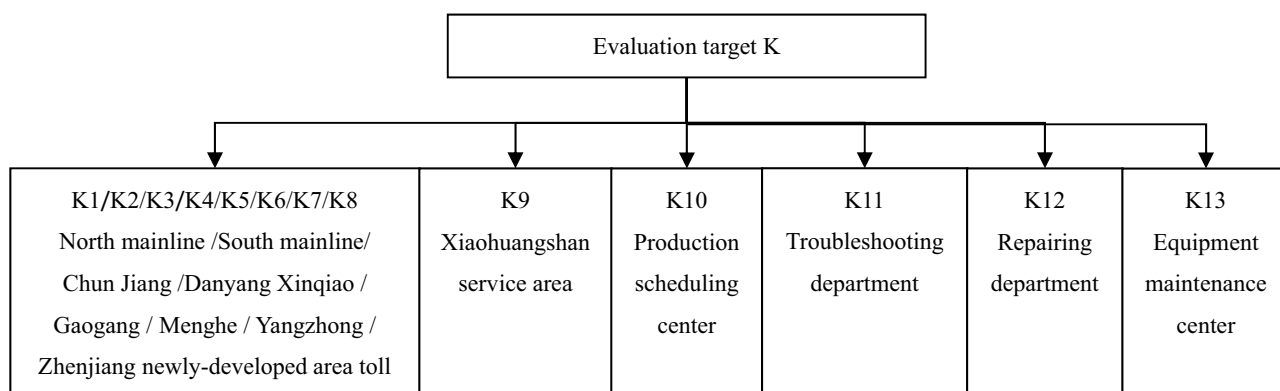 Evaluation target K
K1/K2/K3/K4/K5/K6/K7/K8
North mainline /South mainline/
Chun Jiang /Danyang Xinqiao /
Gaogang / Menghe / Yangzhong /
Zhenjiang newly-developed area toll
K9
Xiaohuangshan
service area
K10
Production
scheduling
center
K11
Troubleshooting
department
K12
Repairing
department
K13
Equipment
maintenance
center